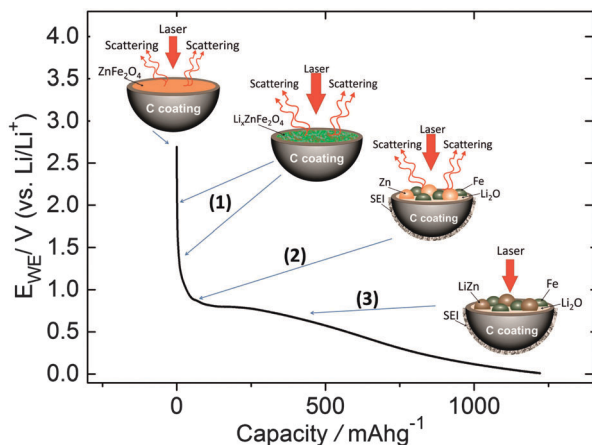 Laser
Scattering Scattering
ZnFe₂O₄
C coating
Laser
Scattering Scattering
LiₓZnFe₂O₄
C coating
Laser
Scattering Scattering
Zn Fe
SEI Li₂O
C coating
Laser
LiZn Fe
SEI Li₂O
C coating
(1)
(2)
(3)
E_WE/ V (vs. Li/Li⁺)
4.0
3.5
3.0
2.5
2.0
1.5
1.0
0.5
0.0
0 500 1000
Capacity / mAhg⁻¹